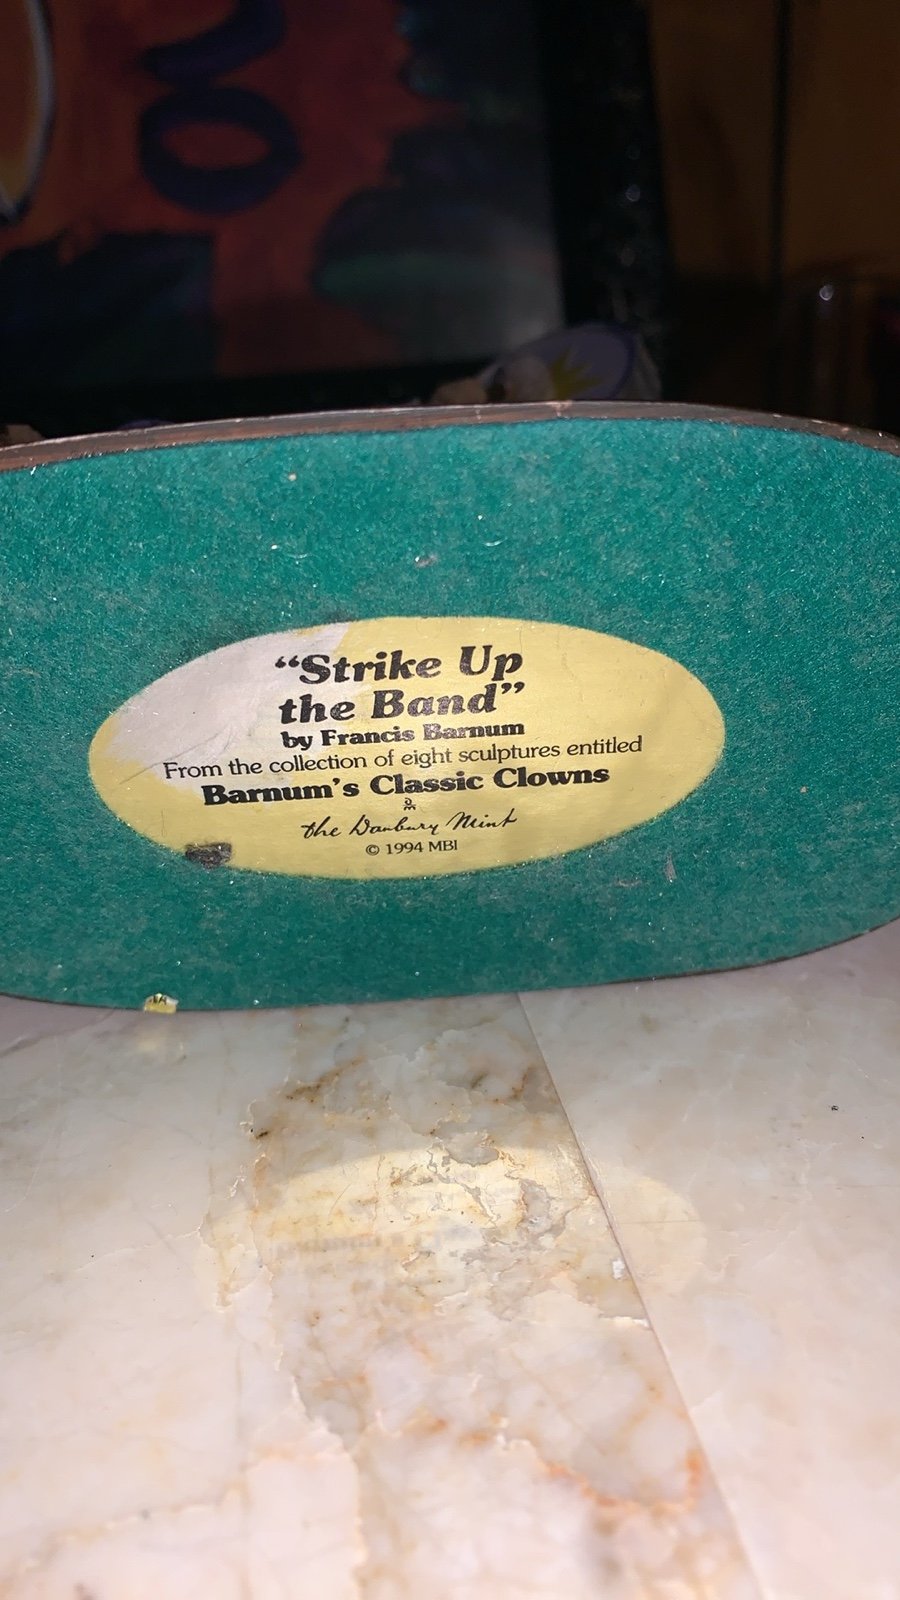 “Strike Up
the Band”
by Francis Barnum
From the collection of eight sculptures entitled
Barnum's Classic Clowns
DM
the Danbury Mint
© 1994 MBI